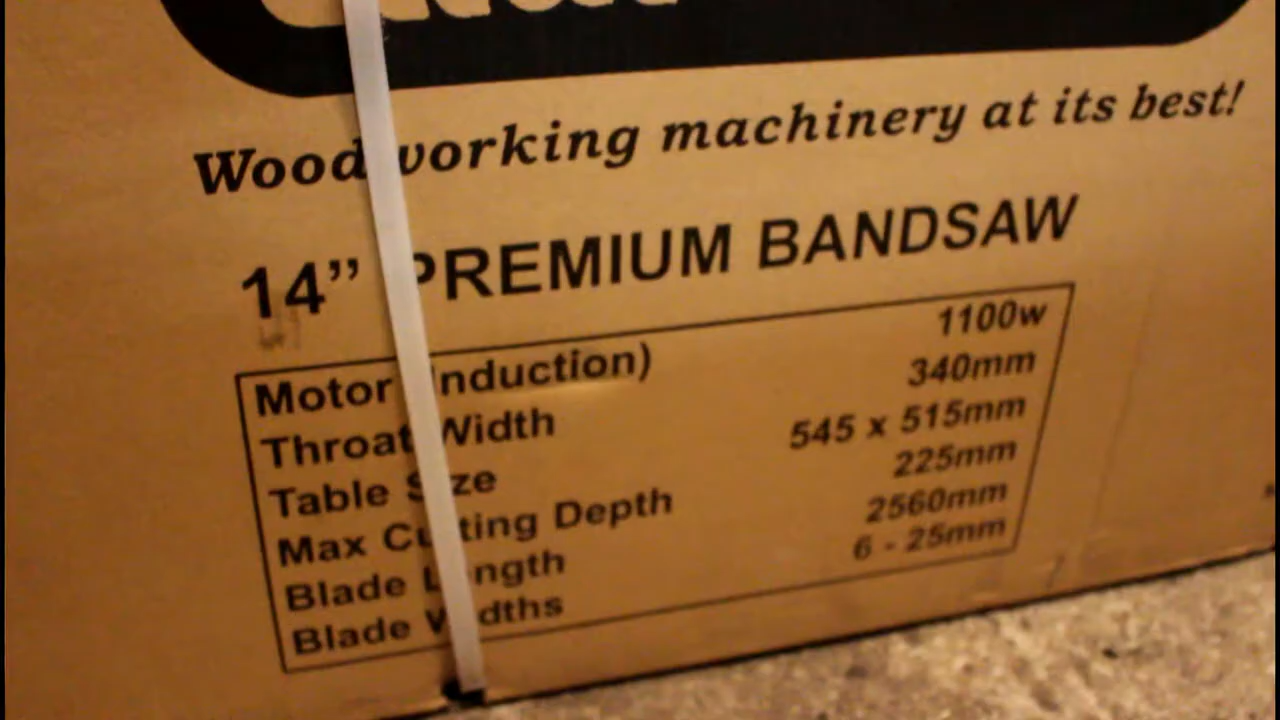 Woodworking machinery at its best!
14” PREMIUM BANDSAW
Motor (Induction) 1100w
Throat Width 340mm
Table Size 545 x 515mm
Max Cutting Depth 225mm
Blade Length 2560mm
Blade Widths 6 - 25mm